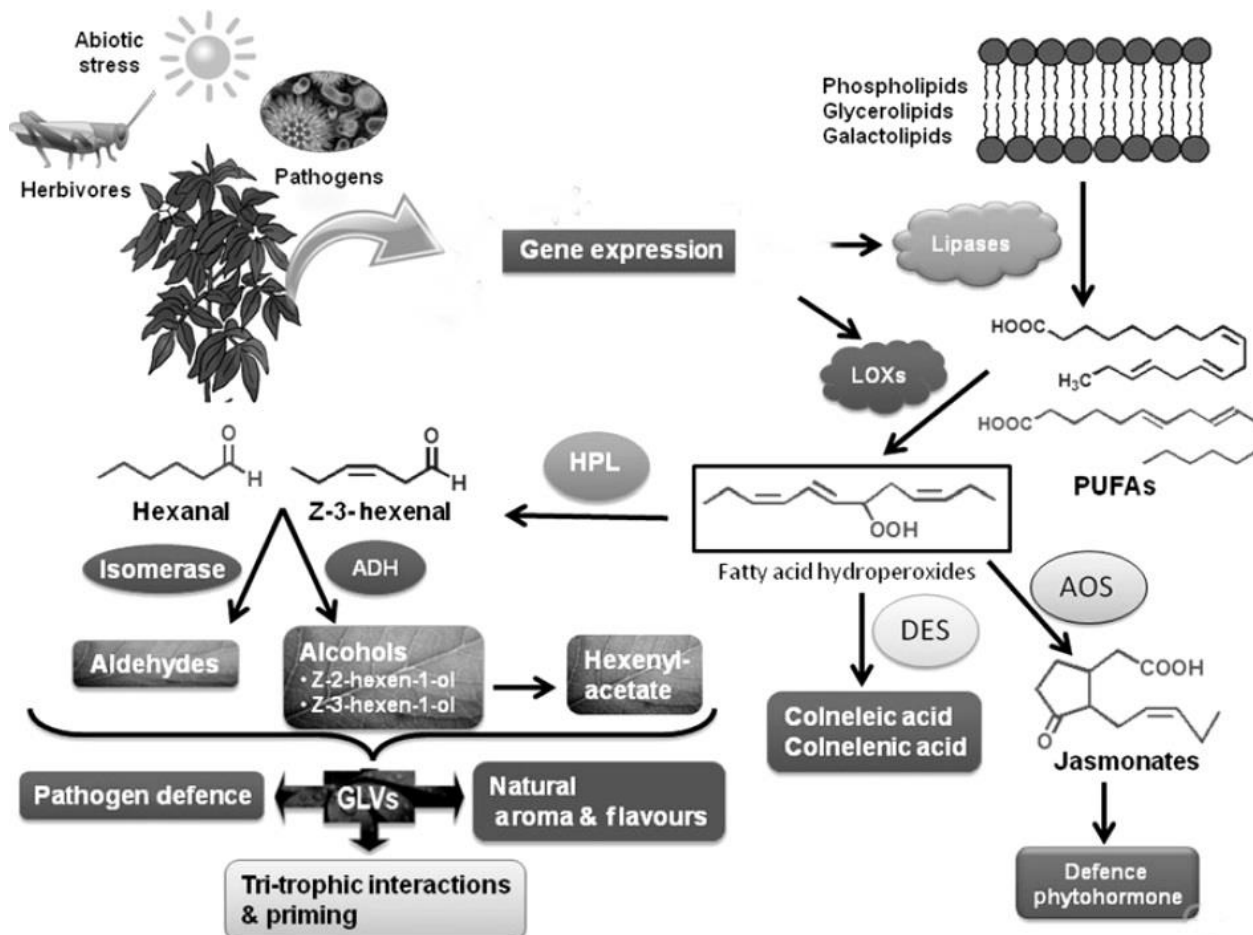 Abiotic
stress
Herbivores
Pathogens
Gene expression
Phospholipids
Glycerolipids
Galactolipids
Lipases
LOXs
HOOC
H₃C
HOOC
PUFAs
O
H
Hexanal
O
H
Z-3-hexenal
HPL
OOH
Fatty acid hydroperoxides
Isomerase
ADH
DES
AOS
Aldehydes
Alcohols
• Z-2-hexen-1-ol
• Z-3-hexen-1-ol
Hexenyl-
acetate
Colneleic acid
Colnelenic acid
COOH
O
Jasmonates
Pathogen defence
GLVs
Natural
aroma & flavours
Tri-trophic interactions
& priming
Defence
phytohormone